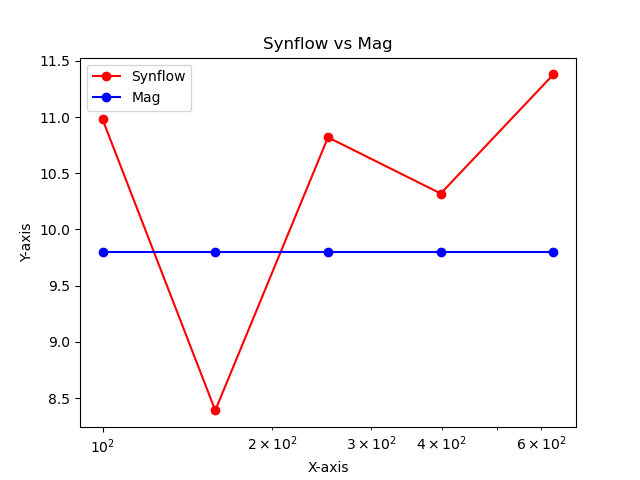 Synflow vs Mag
Synflow
Mag
Y-axis
11.5
11.0
10.5
10.0
9.5
9.0
8.5
10²
2 × 10²
3 × 10²
4 × 10²
6 × 10²
X-axis